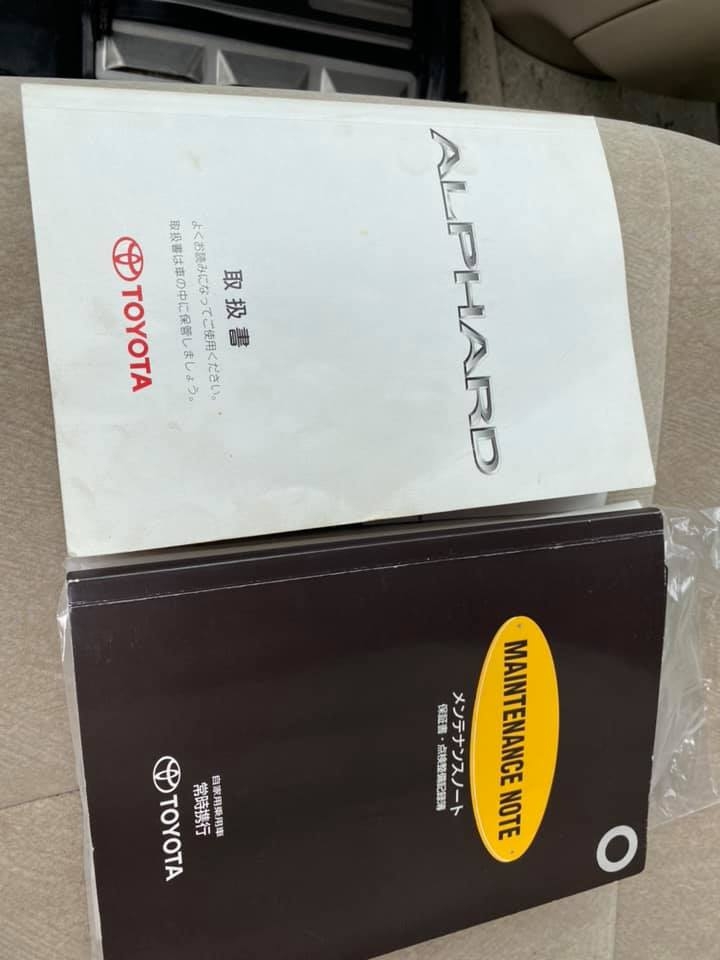 ALPHARD
取扱書
よくお読みになってご使用ください。
取扱書は車の中に保管しましょう。
TOYOTA
MAINTENANCE NOTE
メンテナンスノート
保証書・点検整備記録簿
自家用乗用車
常時携行
TOYOTA